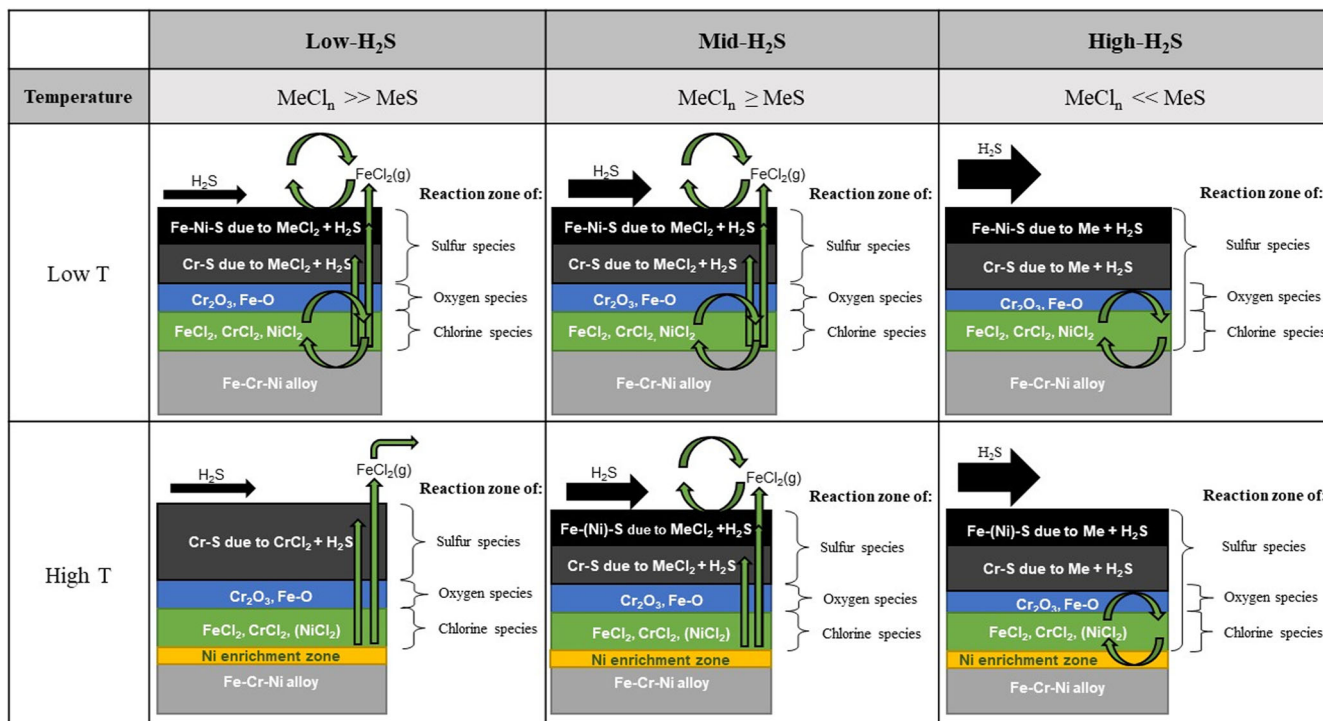 Low-H₂S
Mid-H₂S
High-H₂S
Temperature
MeClₙ >> MeS
MeClₙ ≥ MeS
MeClₙ << MeS
Low T
H₂S
FeCl₂(g)
Reaction zone of:
Fe-Ni-S due to MeCl₂ + H₂S
Cr-S due to MeCl₂ + H₂S
Sulfur species
Cr₂O₃, Fe-O
Oxygen species
FeCl₂, CrCl₂, NiCl₂
Chlorine species
Fe-Cr-Ni alloy
H₂S
FeCl₂(g)
Reaction zone of:
Fe-Ni-S due to MeCl₂ + H₂S
Cr-S due to MeCl₂ + H₂S
Sulfur species
Cr₂O₃, Fe-O
Oxygen species
FeCl₂, CrCl₂, NiCl₂
Chlorine species
Fe-Cr-Ni alloy
H₂S
Reaction zone of:
Fe-Ni-S due to Me + H₂S
Cr-S due to Me + H₂S
Sulfur species
Cr₂O₃, Fe-O
Oxygen species
FeCl₂, CrCl₂, NiCl₂
Chlorine species
Fe-Cr-Ni alloy
High T
H₂S
FeCl₂(g)
Reaction zone of:
Cr-S due to CrCl₂ + H₂S
Sulfur species
Cr₂O₃, Fe-O
Oxygen species
FeCl₂, CrCl₂, (NiCl₂)
Chlorine species
Ni enrichment zone
Fe-Cr-Ni alloy
H₂S
FeCl₂(g)
Reaction zone of:
Fe-(Ni)-S due to MeCl₂ +H₂S
Cr-S due to MeCl₂ + H₂S
Sulfur species
Cr₂O₃, Fe-O
Oxygen species
FeCl₂, CrCl₂, (NiCl₂)
Chlorine species
Ni enrichment zone
Fe-Cr-Ni alloy
H₂S
Reaction zone of:
Fe-(Ni)-S due to Me + H₂S
Cr-S due to Me + H₂S
Sulfur species
Cr₂O₃, Fe-O
Oxygen species
FeCl₂, CrCl₂, (NiCl₂)
Chlorine species
Ni enrichment zone
Fe-Cr-Ni alloy